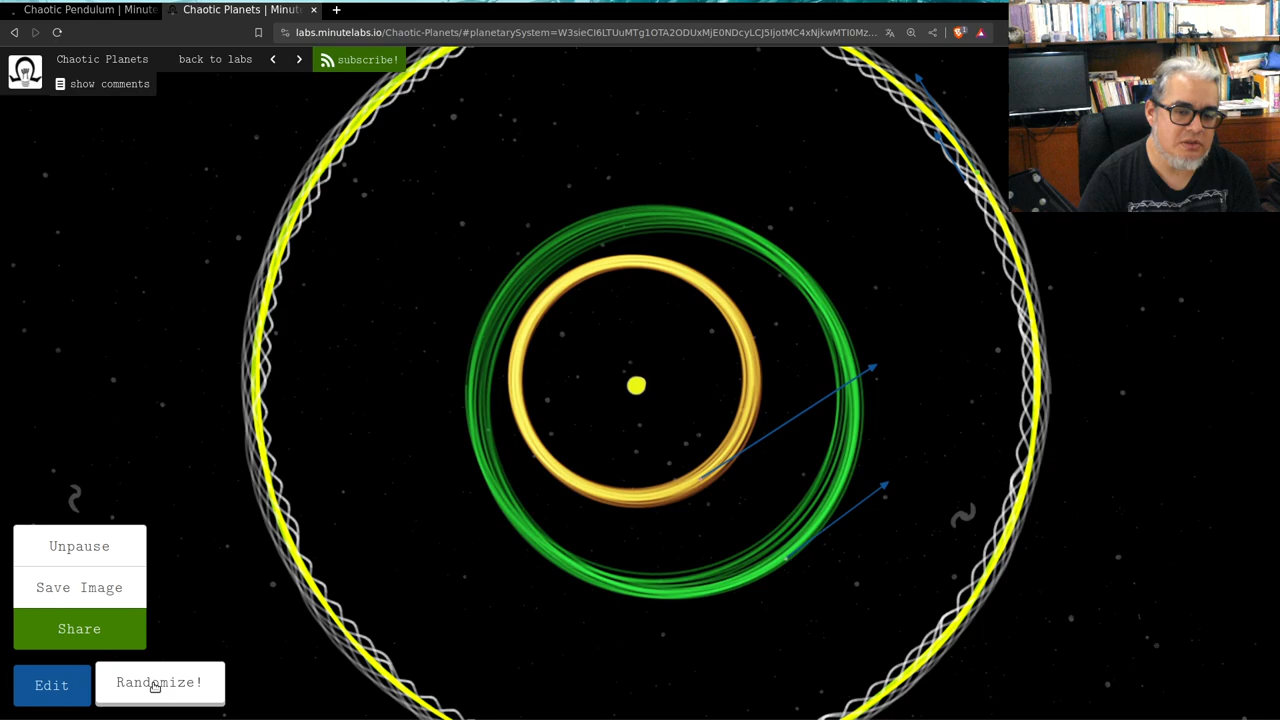 Chaotic Pendulum | Minute
Chaotic Planets | Minut
labs.minutelabs.io/Chaotic-Planets/#planetarySystem=W3sieCI6LTUuMTg1OTA2ODUxMjE0NDcyLCJ5IjotMC4xNjkwMTI0Mz...
Chaotic Planets
back to labs
subscribe!
show comments
Unpause
Save Image
Share
Edit
Randomize!